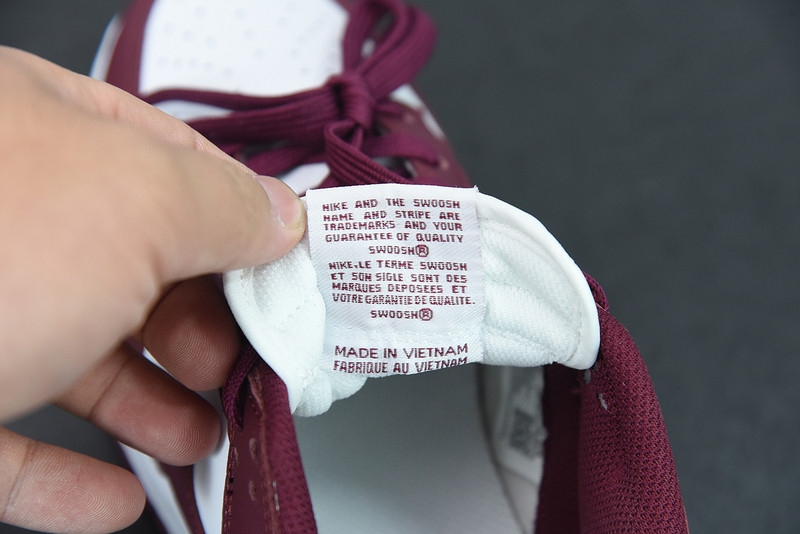 NIKE AND THE SWOOSH
NAME AND STRIPE ARE
TRADEMARKS AND YOUR
GUARANTEE OF QUALITY
SWOOSH®
NIKE,LE TERME SWOOSH
ET SON SIGLE SONT DES
MARQUES DEPOSEES ET
VOTRE GARANTIE DE QUALITE.
SWOOSH®
MADE IN VIETNAM
FABRIQUE AU VIETNAM